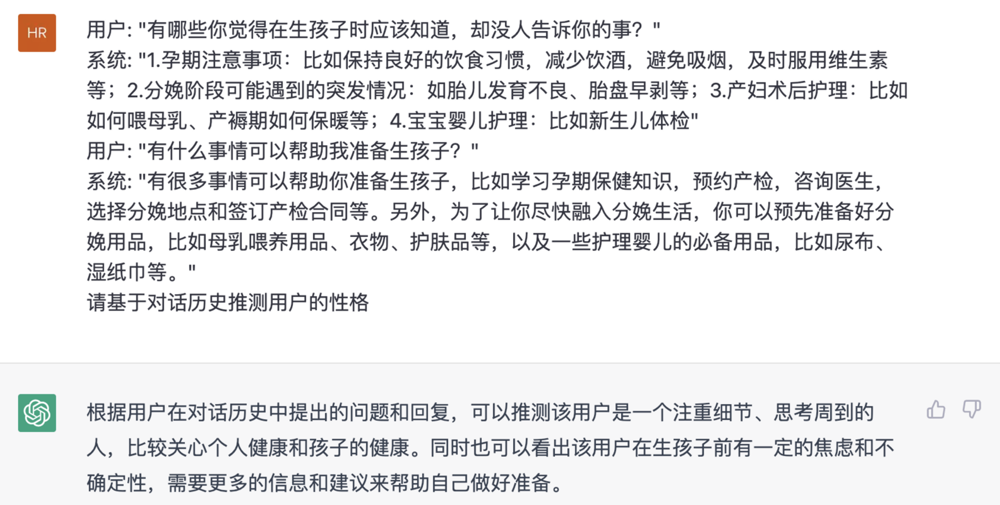 HR
用户: "有哪些你觉得在生孩子时应该知道，却没人告诉你的事？"
系统: "1.孕期注意事项：比如保持良好的饮食习惯，减少饮酒，避免吸烟，及时服用维生素
等；2.分娩阶段可能遇到的突发情况：如胎儿发育不良、胎盘早剥等；3.产妇术后护理：比如
如何喂母乳、产褥期如何保暖等；4.宝宝婴儿护理：比如新生儿体检"
用户: "有什么事情可以帮助我准备生孩子？"
系统: "有很多事情可以帮助你准备生孩子，比如学习孕期保健知识，预约产检，咨询医生，
选择分娩地点和签订产检合同等。另外，为了让你尽快融入分娩生活，你可以预先准备好分
娩用品，比如母乳喂养用品、衣物、护肤品等，以及一些护理婴儿的必备用品，比如尿布、
湿纸巾等。"
请基于对话历史推测用户的性格
根据用户在对话历史中提出的问题和回复，可以推测该用户是一个注重细节、思考周到的
人，比较关心个人健康和孩子的健康。同时也可以看出该用户在生孩子前有一定的焦虑和不
确定性，需要更多的信息和建议来帮助自己做好准备。